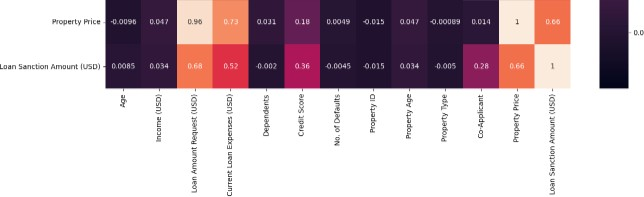 Property Price
-0.0096 0.047 0.96 0.73 0.031 0.18 0.0049 -0.015 0.047 -0.00089 0.014 1 0.66
Loan Sanction Amount (USD)
0.0085 0.034 0.68 0.52 -0.002 0.36 -0.0045 -0.015 0.034 -0.005 0.28 0.66 1
0.0
Age
Income (USD)
Loan Amount Request (USD)
Current Loan Expenses (USD)
Dependents
Credit Score
No. of Defaults
Property ID
Property Age
Property Type
Co-Applicant
Property Price
Loan Sanction Amount (USD)